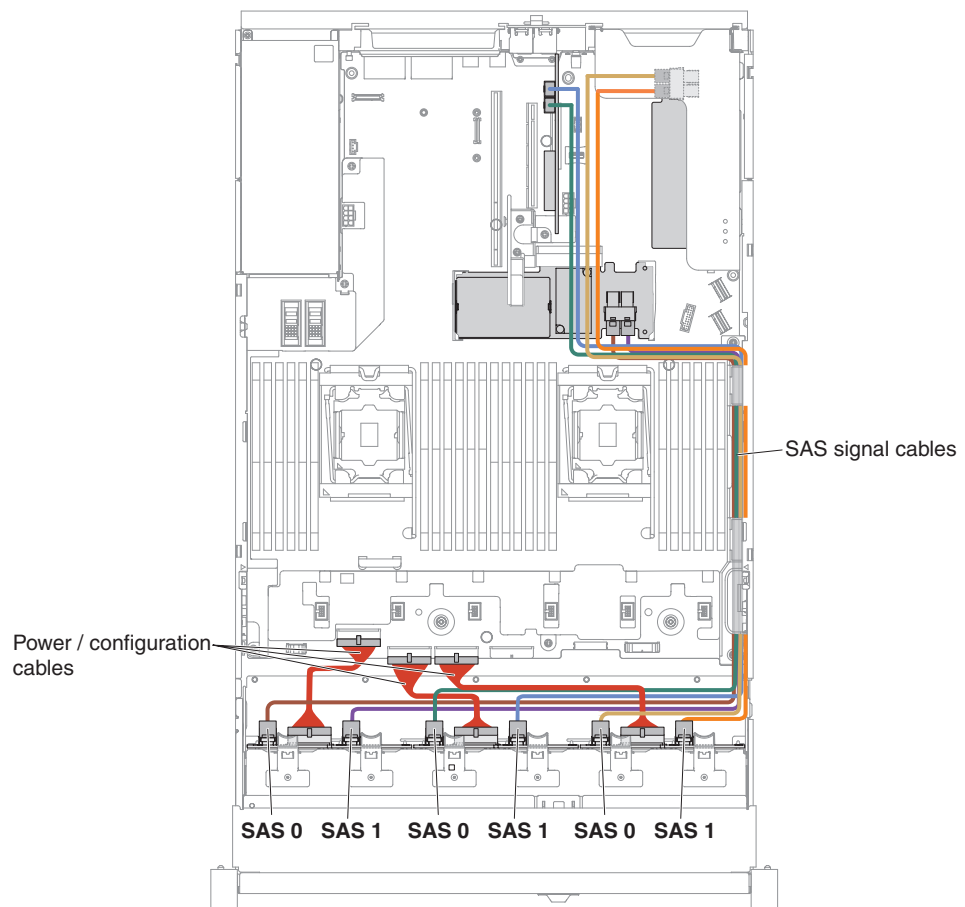 SAS signal cables
Power / configuration
cables
SAS 0 SAS 1 SAS 0 SAS 1 SAS 0 SAS 1